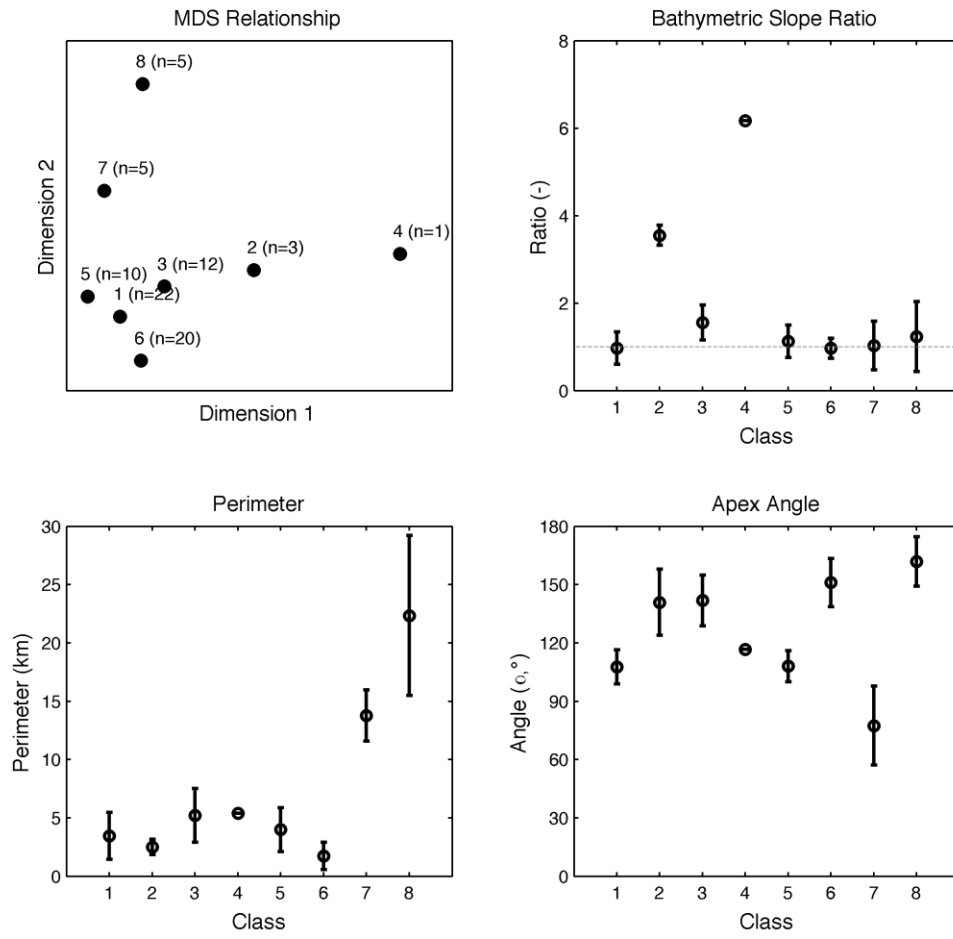 MDS Relationship
8 (n=5)
7 (n=5)
4 (n=1)
2 (n=3)
3 (n=12)
5 (n=10)
1 (n=22)
6 (n=20)
Dimension 2
Dimension 1
Bathymetric Slope Ratio
8
6
4
2
0
Ratio (-)
1 2 3 4 5 6 7 8
Class
Perimeter
30
25
20
15
10
5
0
Perimeter (km)
1 2 3 4 5 6 7 8
Class
Apex Angle
180
150
120
90
60
30
0
Angle (o,°)
1 2 3 4 5 6 7 8
Class